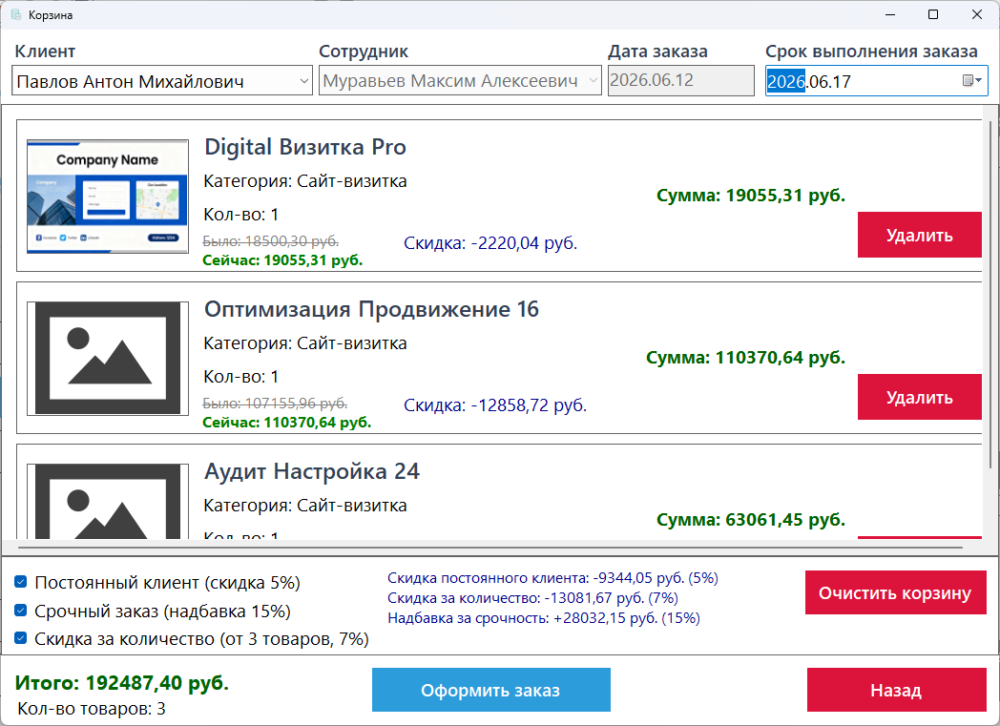 Корзина
Клиент
Сотрудник
Дата заказа
Срок выполнения заказа
Павлов Антон Михайлович
Муравьев Максим Алексеевич
2026.06.12
2026.06.17
Company Name
Digital Визитка Pro
Категория: Сайт-визитка
Кол-во: 1
Было: 18500,30 руб.
Сейчас: 19055,31 руб.
Скидка: -2220,04 руб.
Сумма: 19055,31 руб.
Удалить
Оптимизация Продвижение 16
Категория: Сайт-визитка
Кол-во: 1
Было: 107155,96 руб.
Сейчас: 110370,64 руб.
Скидка: -12858,72 руб.
Сумма: 110370,64 руб.
Удалить
Аудит Настройка 24
Категория: Сайт-визитка
Кол-во: 1
Сумма: 63061,45 руб.
Постоянный клиент (скидка 5%)
Срочный заказ (надбавка 15%)
Скидка за количество (от 3 товаров, 7%)
Скидка постоянного клиента: -9344,05 руб. (5%)
Скидка за количество: -13081,67 руб. (7%)
Надбавка за срочность: +28032,15 руб. (15%)
Очистить корзину
Итого: 192487,40 руб.
Кол-во товаров: 3
Оформить заказ
Назад